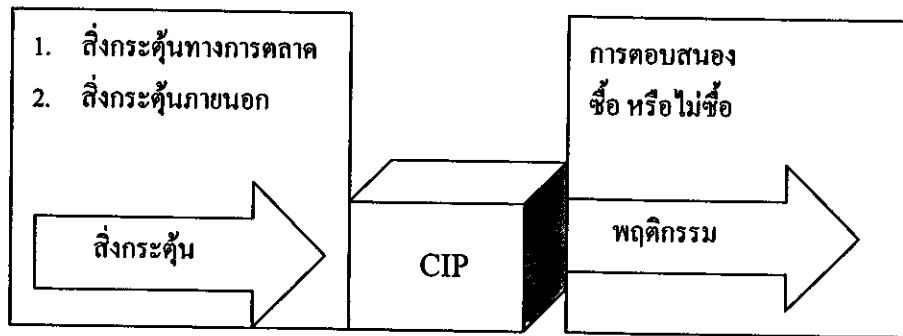 1. สิ่งกระตุ้นทางการตลาด
2. สิ่งกระตุ้นภายนอก
สิ่งกระตุ้น
CIP
การตอบสนอง
ซื้อ หรือไม่ซื้อ
พฤติกรรม